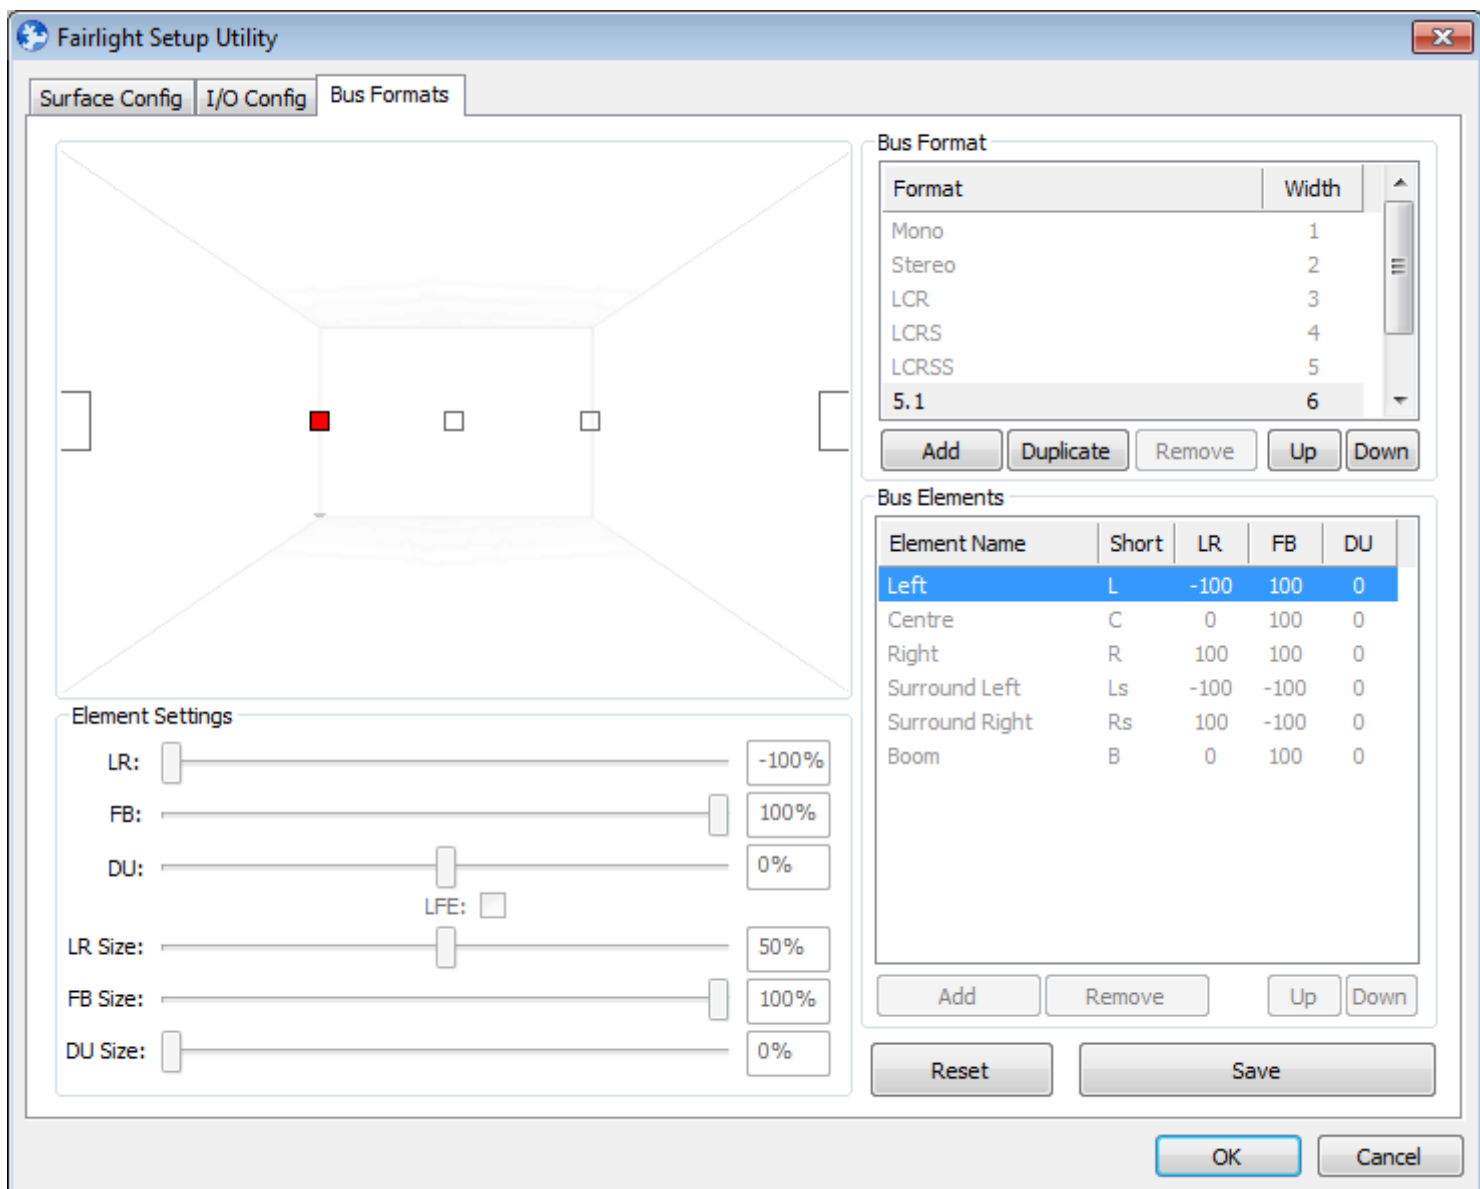 Fairlight Setup Utility
Surface Config I/O Config Bus Formats
Bus Format
Format Width
Mono 1
Stereo 2
LCR 3
LCRS 4
LCRSS 5
5.1 6
Add Duplicate Remove Up Down
Bus Elements
Element Name Short LR FB DU
Left L -100 100 0
Centre C 0 100 0
Right R 100 100 0
Surround Left Ls -100 -100 0
Surround Right Rs 100 -100 0
Boom B 0 100 0
Add Remove Up Down
Element Settings
LR: -100%
FB: 100%
DU: 0%
LFE:
LR Size: 50%
FB Size: 100%
DU Size: 0%
Reset Save
OK Cancel